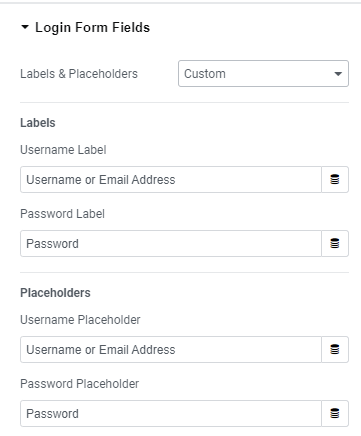 Login Form Fields
Labels & Placeholders Custom
Labels
Username Label
Username or Email Address
Password Label
Password
Placeholders
Username Placeholder
Username or Email Address
Password Placeholder
Password